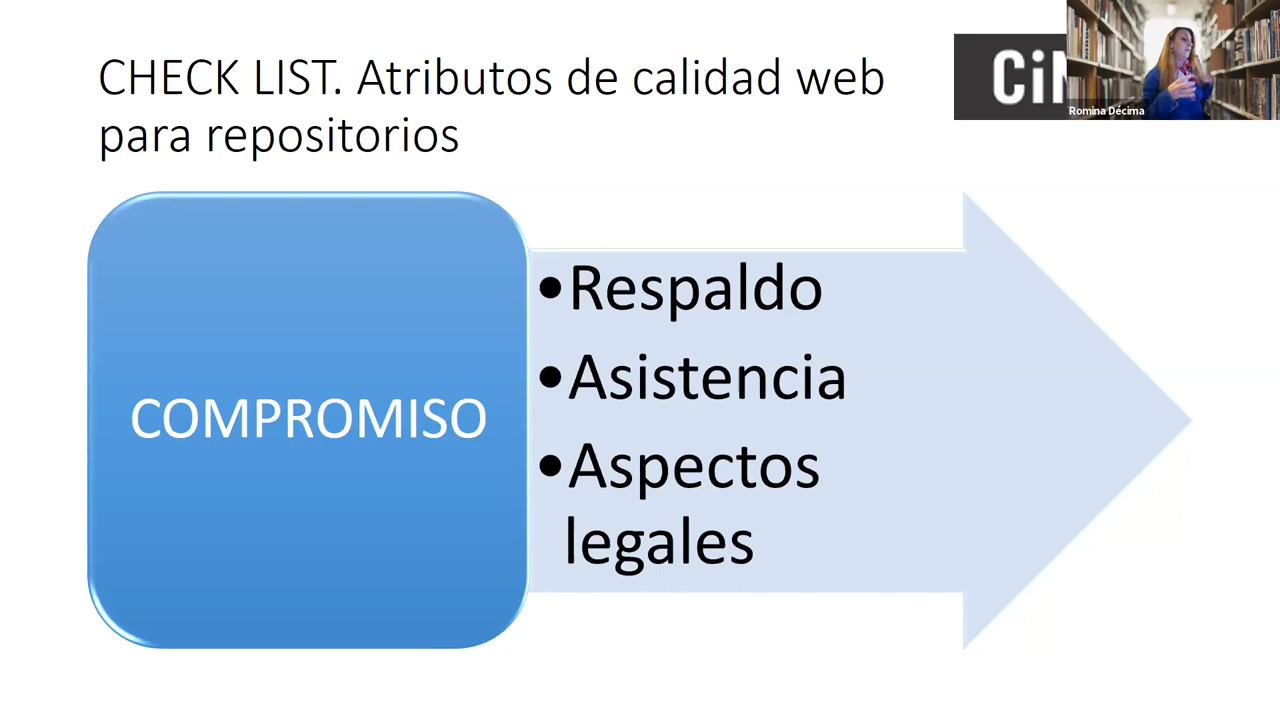 CHECK LIST. Atributos de calidad web
para repositorios
Romina Décima
COMPROMISO
•Respaldo
•Asistencia
•Aspectos
legales